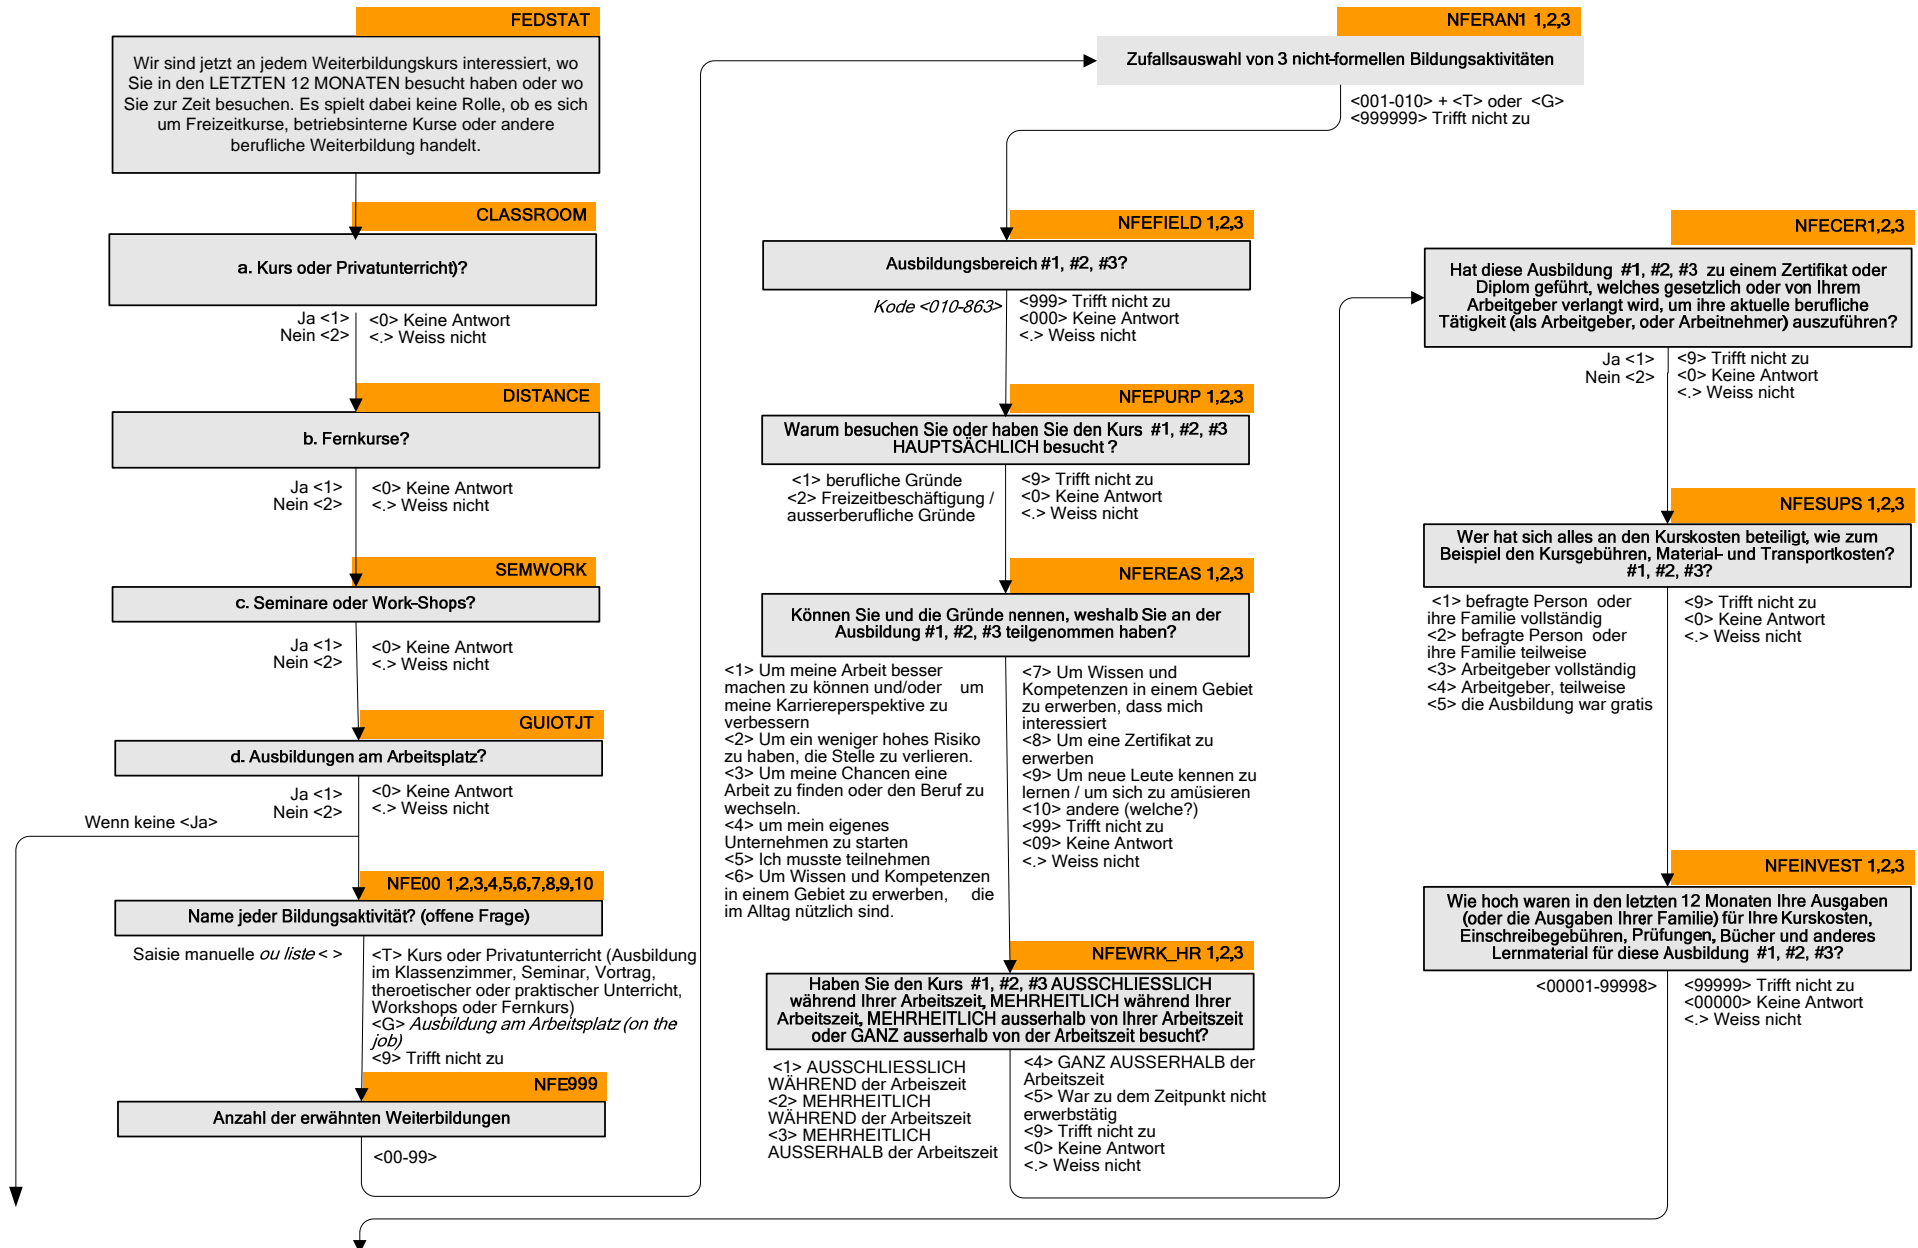 FEDSTAT
Wir sind jetzt an jedem Weiterbildungskurs interessiert, wo
Sie in den LETZTEN 12 MONATEN besucht haben oder wo
Sie zur Zeit besuchen. Es spielt dabei keine Rolle, ob es sich
um Freizeitkurse, betriebsinterne Kurse oder andere
berufliche Weiterbildung handelt.
CLASSROOM
a. Kurs oder Privatunterricht)?
Ja <1>
Nein <2>
<0> Keine Antwort
<.> Weiss nicht
DISTANCE
b. Fernkurse?
Ja <1>
Nein <2>
<0> Keine Antwort
<.> Weiss nicht
SEMWORK
c. Seminare oder Work-Shops?
Ja <1>
Nein <2>
<0> Keine Antwort
<.> Weiss nicht
GUIOTJT
d. Ausbildungen am Arbeitsplatz?
Ja <1>
Nein <2>
<0> Keine Antwort
<.> Weiss nicht
Wenn keine <Ja>
NFE00 1,2,3,4,5,6,7,8,9,10
Name jeder Bildungsaktivität? (offene Frage)
Saisie manuelle ou liste < >
<T> Kurs oder Privatunterricht (Ausbildung
im Klassenzimmer, Seminar, Vortrag,
theroetischer oder praktischer Unterricht,
Workshops oder Fernkurs)
<G> Ausbildung am Arbeitsplatz (on the
job)
<9> Trifft nicht zu
NFE999
Anzahl der erwähnten Weiterbildungen
<00-99>
NFERAN1 1,2,3
Zufallsauswahl von 3 nicht-formellen Bildungsaktivitäten
<001-010> + <T> oder <G>
<999999> Trifft nicht zu
NFEFIELD 1,2,3
Ausbildungsbereich #1, #2, #3?
Kode <010-863>
<999> Trifft nicht zu
<000> Keine Antwort
<.> Weiss nicht
NFEPURP 1,2,3
Warum besuchen Sie oder haben Sie den Kurs #1, #2, #3
HAUPTSÄCHLICH besucht ?
<1> berufliche Gründe
<2> Freizeitbeschäftigung /
ausserberufliche Gründe
<9> Trifft nicht zu
<0> Keine Antwort
<.> Weiss nicht
NFEREAS 1,2,3
Können Sie und die Gründe nennen, weshalb Sie an der
Ausbildung #1, #2, #3 teilgenommen haben?
<1> Um meine Arbeit besser
machen zu können und/oder um
meine Karriereperspektive zu
verbessern
<2> Um ein weniger hohes Risiko
zu haben, die Stelle zu verlieren.
<3> Um meine Chancen eine
Arbeit zu finden oder den Beruf zu
wechseln.
<4> um mein eigenes
Unternehmen zu starten
<5> Ich musste teilnehmen
<6> Um Wissen und Kompetenzen
in einem Gebiet zu erwerben, die
im Alltag nützlich sind.
<7> Um Wissen und
Kompetenzen in einem Gebiet
zu erwerben, dass mich
interessiert
<8> Um eine Zertifikat zu
erwerben
<9> Um neue Leute kennen zu
lernen / um sich zu amüsieren
<10> andere (welche?)
<99> Trifft nicht zu
<09> Keine Antwort
<.> Weiss nicht
NFEWRK_HR 1,2,3
Haben Sie den Kurs #1, #2, #3 AUSSCHLIESSLICH
während Ihrer Arbeitszeit, MEHRHEITLICH während Ihrer
Arbeitszeit, MEHRHEITLICH ausserhalb von Ihrer Arbeitszeit
oder GANZ ausserhalb von der Arbeitszeit besucht?
<1> AUSSCHLIESSLICH
WÄHREND der Arbeiszeit
<2> MEHRHEITLICH
WÄHREND der Arbeitszeit
<3> MEHRHEITLICH
AUSSERHALB der Arbeitszeit
<4> GANZ AUSSERHALB der
Arbeitszeit
<5> War zu dem Zeitpunkt nicht
erwerbstätig
<9> Trifft nicht zu
<0> Keine Antwort
<.> Weiss nicht
NFECER1,2,3
Hat diese Ausbildung #1, #2, #3 zu einem Zertifikat oder
Diplom geführt, welches gesetzlich oder von Ihrem
Arbeitgeber verlangt wird, um ihre aktuelle berufliche
Tätigkeit (als Arbeitgeber, oder Arbeitnehmer) auszuführen?
Ja <1>
Nein <2>
<9> Trifft nicht zu
<0> Keine Antwort
<.> Weiss nicht
NFESUPS 1,2,3
Wer hat sich alles an den Kurskosten beteiligt, wie zum
Beispiel den Kursgebühren, Material- und Transportkosten?
#1, #2, #3?
<1> befragte Person oder
ihre Familie vollständig
<2> befragte Person oder
ihre Familie teilweise
<3> Arbeitgeber vollständig
<4> Arbeitgeber, teilweise
<5> die Ausbildung war gratis
<9> Trifft nicht zu
<0> Keine Antwort
<.> Weiss nicht
NFEINVEST 1,2,3
Wie hoch waren in den letzten 12 Monaten Ihre Ausgaben
(oder die Ausgaben Ihrer Familie) für Ihre Kurskosten,
Einschreibegebühren, Prüfungen, Bücher und anderes
Lernmaterial für diese Ausbildung #1, #2, #3?
<00001-99998>
<99999> Trifft nicht zu
<00000> Keine Antwort
<.> Weiss nicht